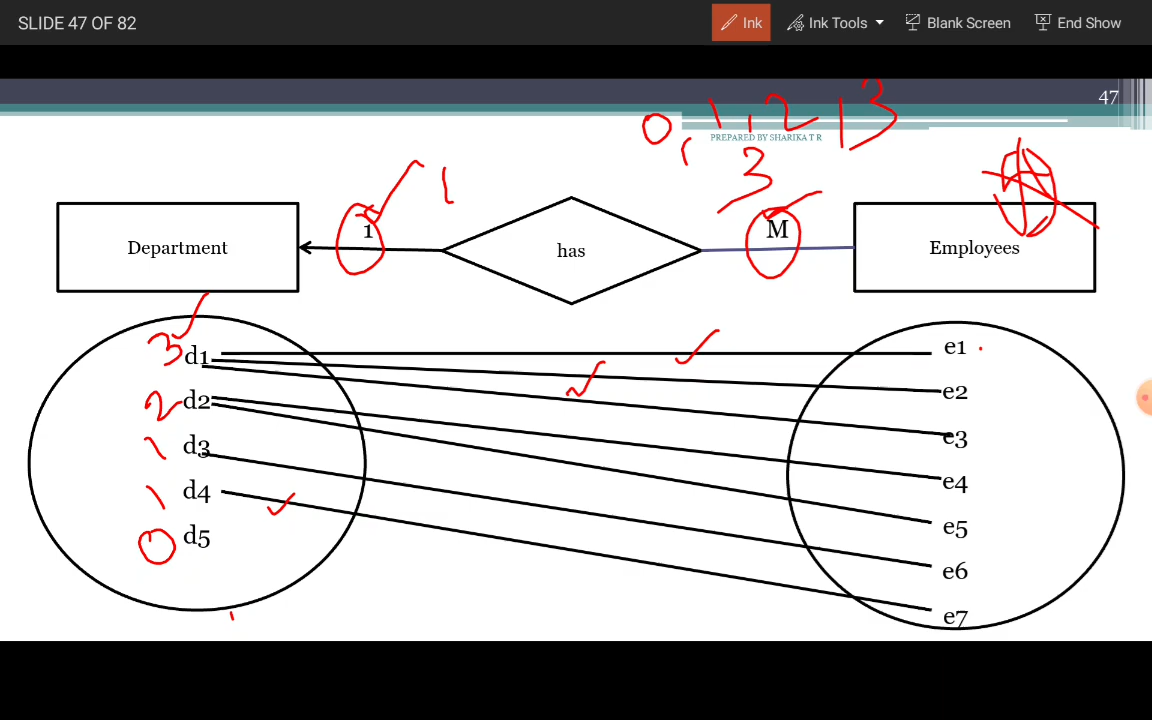 SLIDE 47 OF 82 Ink Ink Tools Blank Screen End Show
47
0, 1, 2, 3
PREPARED BY SHARIKA T R
3
1
1 M
Department has Employees
3 d1 e1
e2
2 d2
e3
1 d3
e4
1 d4
e5
0 d5
e6
e7